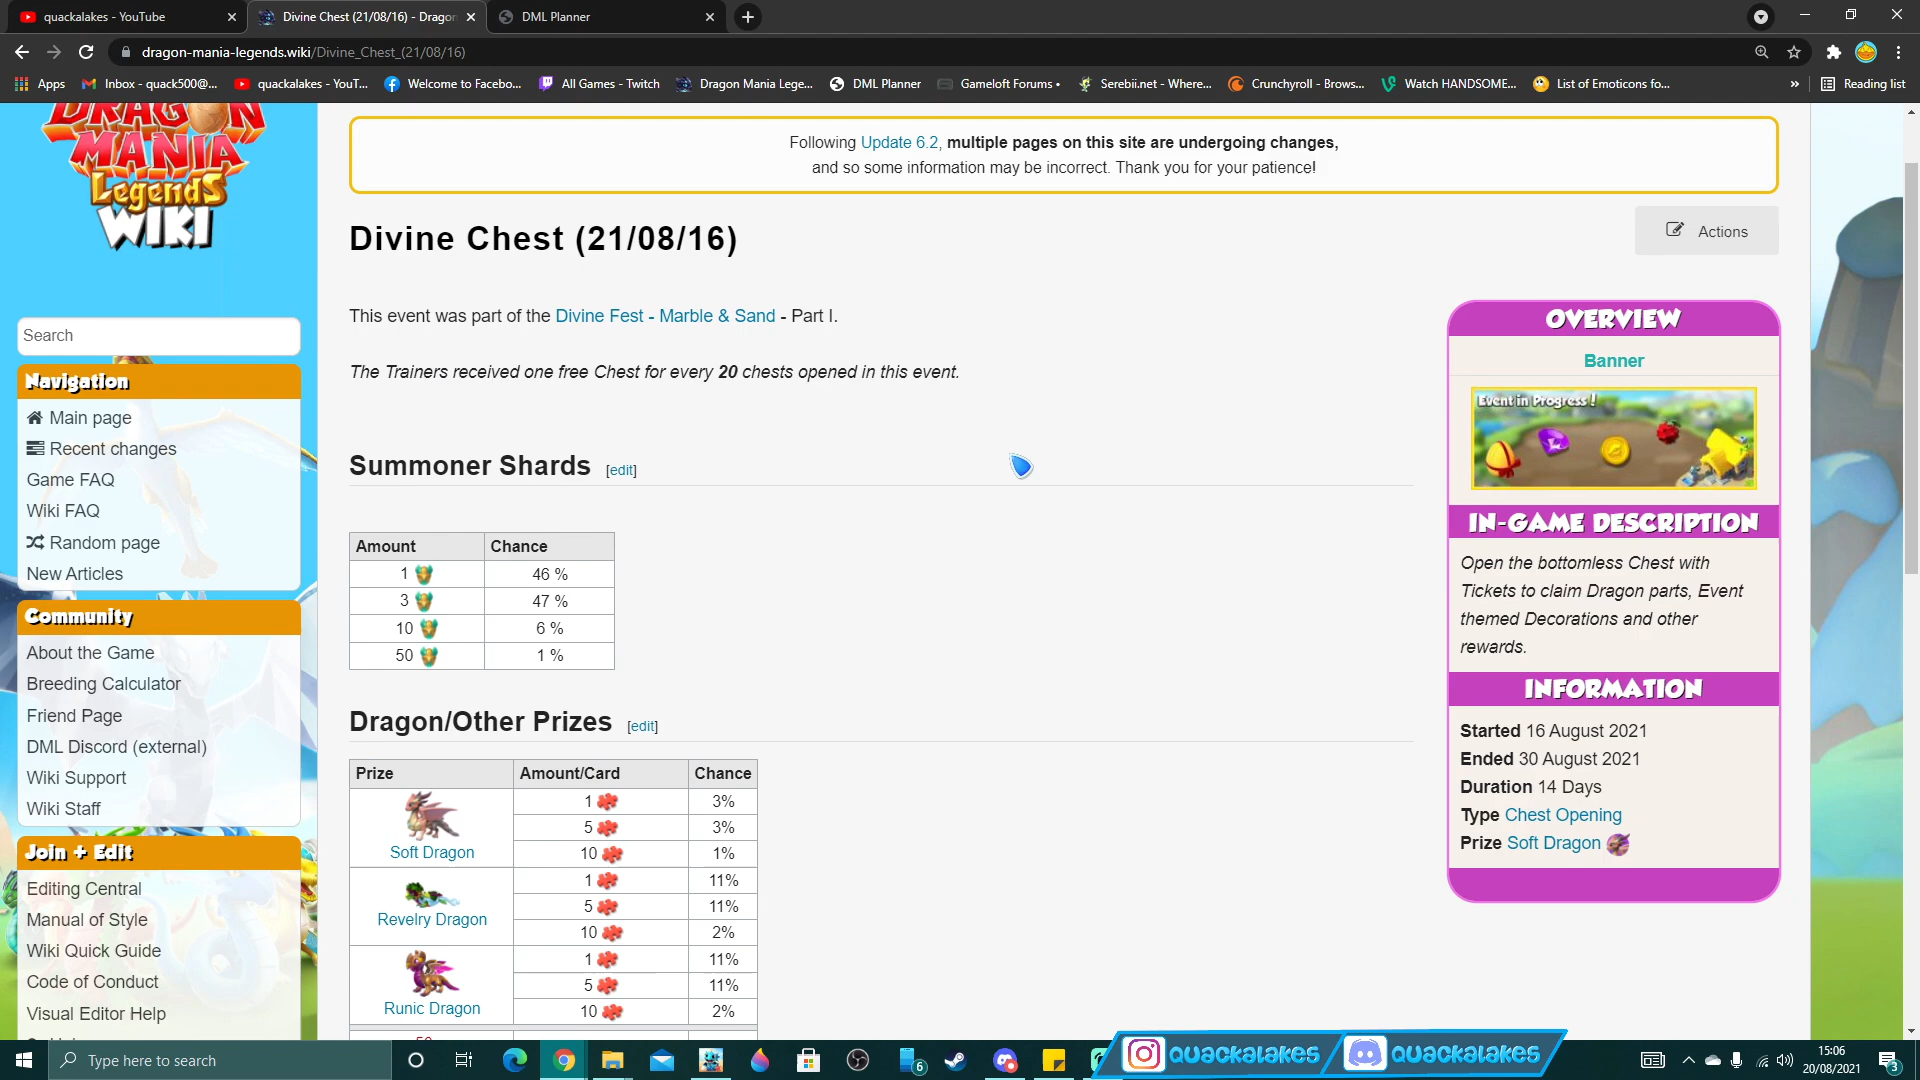 quackalakes - YouTube
Divine Chest (21/08/16) - Dragon
DML Planner
dragon-mania-legends.wiki/Divine_Chest_(21/08/16)
Apps
Inbox - quack500@...
quackalakes - YouT...
Welcome to Facebo...
All Games - Twitch
Dragon Mania Lege...
DML Planner
Gameloft Forums •
Serebii.net - Where...
Crunchyroll - Brows...
Watch HANDSOME...
List of Emoticons fo...
»
Reading list
DRAGON
MANIA
Legends
WIKI
Search
Navigation
Main page
Recent changes
Game FAQ
Wiki FAQ
Random page
New Articles
Community
About the Game
Breeding Calculator
Friend Page
DML Discord (external)
Wiki Support
Wiki Staff
Join + Edit
Editing Central
Manual of Style
Wiki Quick Guide
Code of Conduct
Visual Editor Help
Following Update 6.2, multiple pages on this site are undergoing changes,
and so some information may be incorrect. Thank you for your patience!
Divine Chest (21/08/16)
Actions
This event was part of the Divine Fest - Marble & Sand - Part I.
The Trainers received one free Chest for every 20 chests opened in this event.
Summoner Shards [edit]
Amount Chance
1 46 %
3 47 %
10 6 %
50 1 %
Dragon/Other Prizes [edit]
Prize Amount/Card Chance
Soft Dragon
1 3%
5 3%
10 1%
Revelry Dragon
1 11%
5 11%
10 2%
Runic Dragon
1 11%
5 11%
10 2%
OVERVIEW
Banner
Event in Progress!
IN-GAME DESCRIPTION
Open the bottomless Chest with
Tickets to claim Dragon parts, Event
themed Decorations and other
rewards.
INFORMATION
Started 16 August 2021
Ended 30 August 2021
Duration 14 Days
Type Chest Opening
Prize Soft Dragon
Type here to search
6
quackalakes
quackalakes
15:06
20/08/2021
3